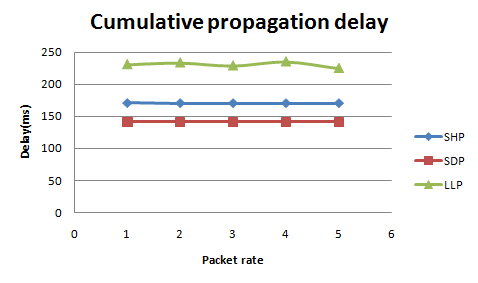 Cumulative propagation delay
250
200
150
100
50
0
Delay(ms)
0 1 2 3 4 5 6
Packet rate
SHP
SDP
LLP